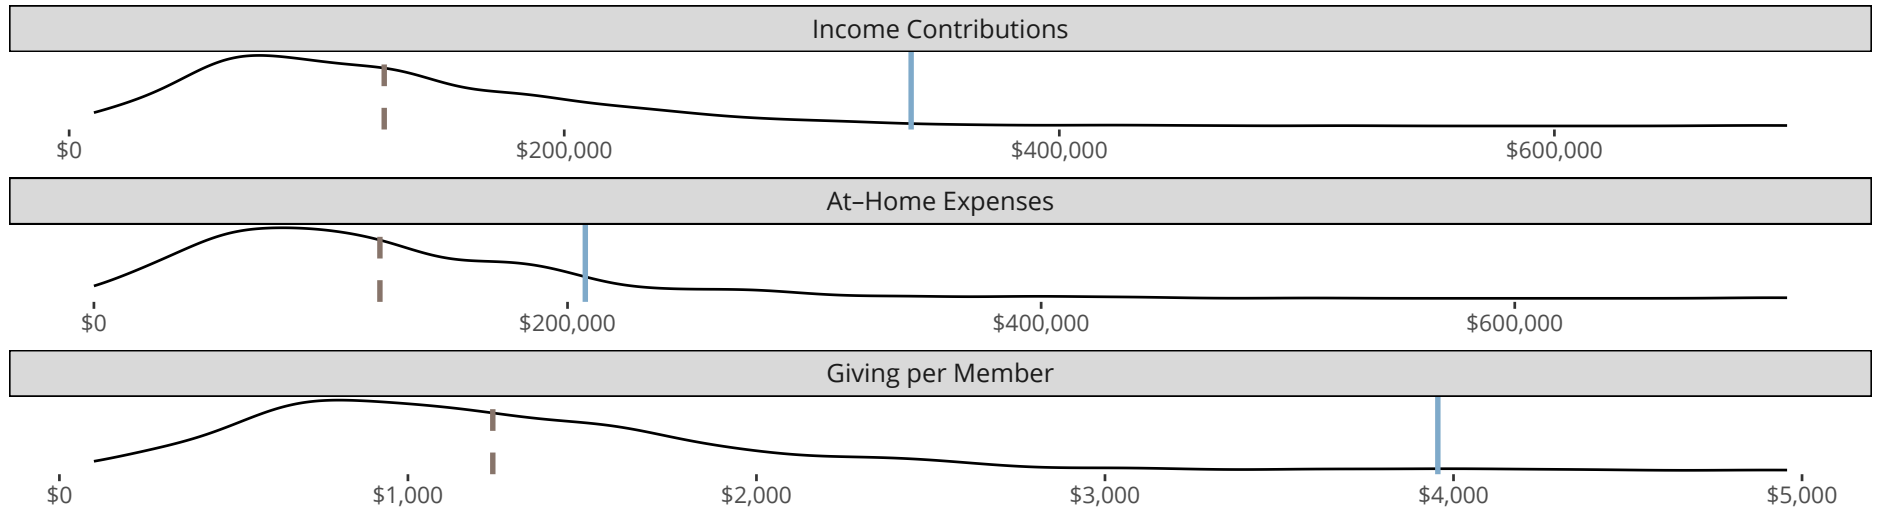 Income Contributions
$0 $200,000 $400,000 $600,000
At–Home Expenses
$0 $200,000 $400,000 $600,000
Giving per Member
$0 $1,000 $2,000 $3,000 $4,000 $5,000